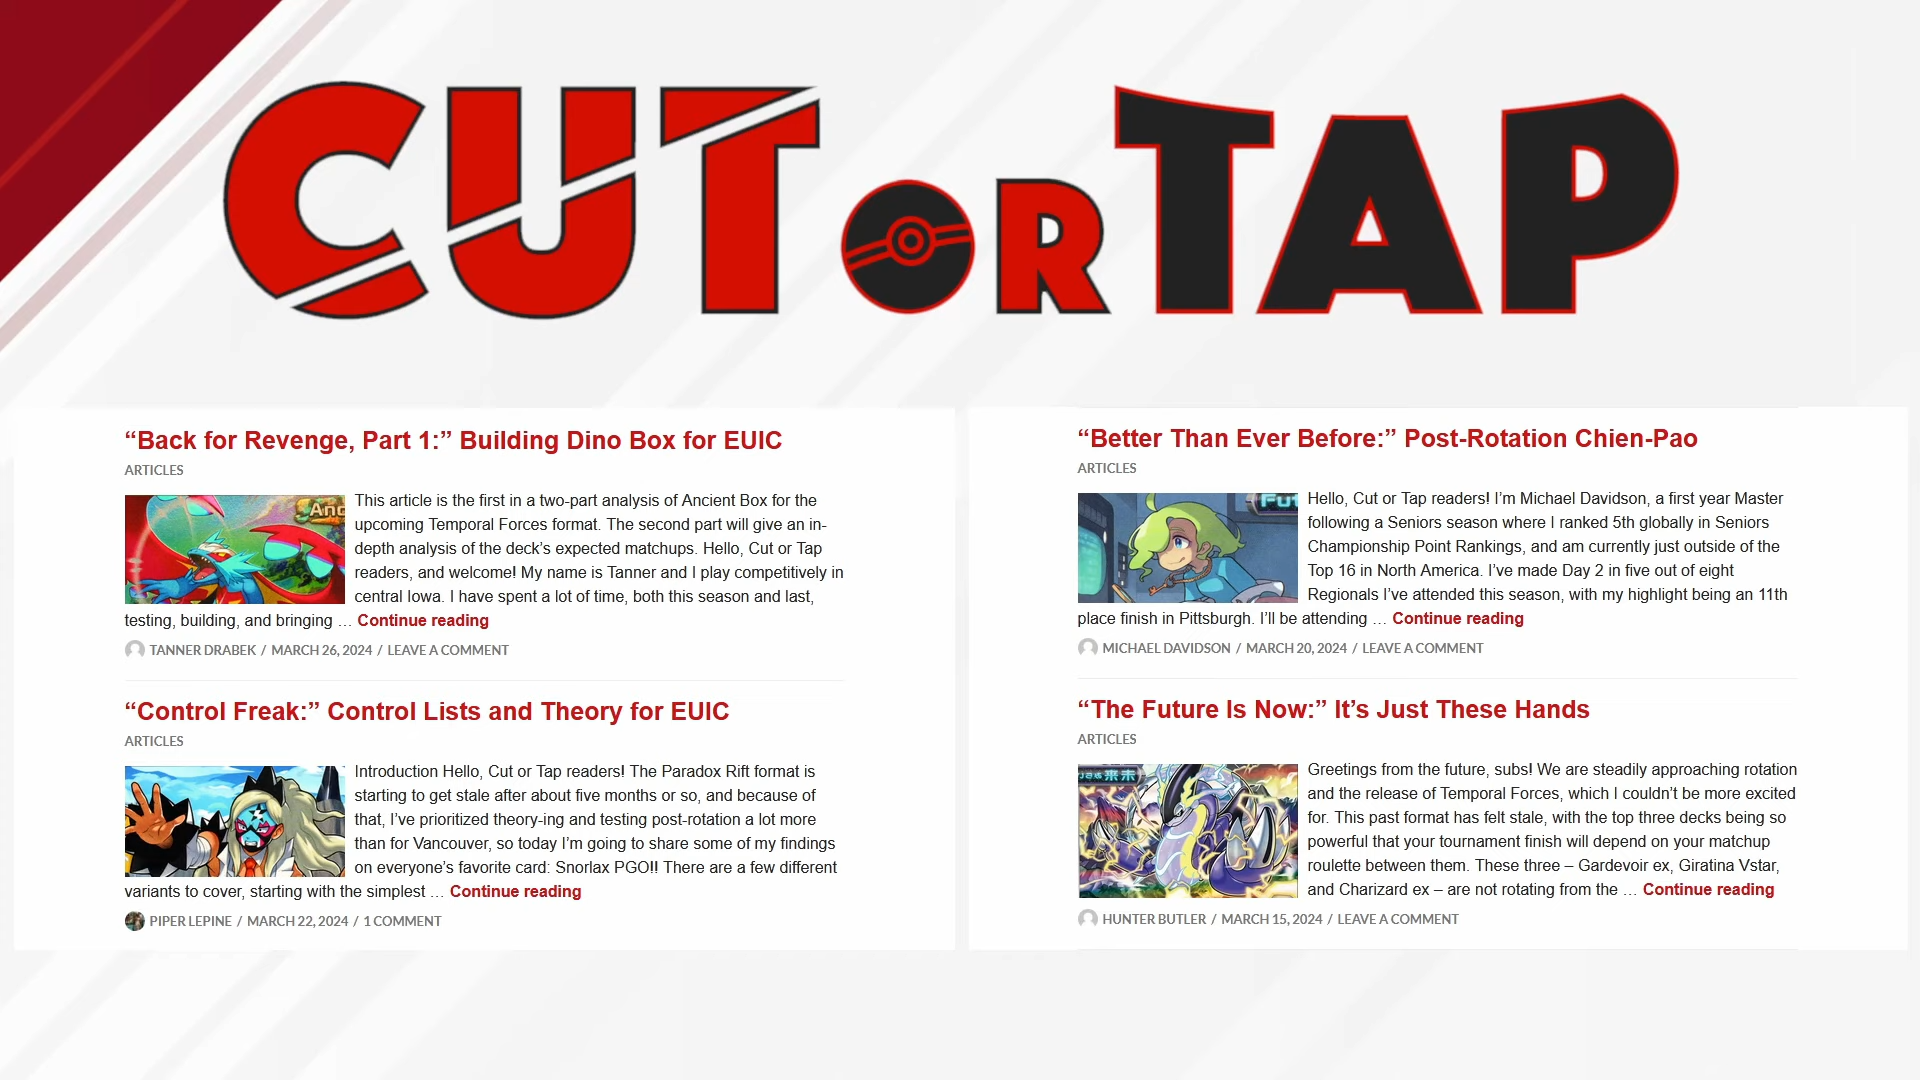 CUT OR TAP
“Back for Revenge, Part 1:” Building Dino Box for EUIC
ARTICLES
This article is the first in a two-part analysis of Ancient Box for the
upcoming Temporal Forces format. The second part will give an in-
depth analysis of the deck’s expected matchups. Hello, Cut or Tap
readers, and welcome! My name is Tanner and I play competitively in
central Iowa. I have spent a lot of time, both this season and last,
testing, building, and bringing … Continue reading
TANNER DRABEK / MARCH 26, 2024 / LEAVE A COMMENT
“Control Freak:” Control Lists and Theory for EUIC
ARTICLES
Introduction Hello, Cut or Tap readers! The Paradox Rift format is
starting to get stale after about five months or so, and because of
that, I’ve prioritized theory-ing and testing post-rotation a lot more
than for Vancouver, so today I’m going to share some of my findings
on everyone’s favorite card: Snorlax PGO!! There are a few different
variants to cover, starting with the simplest … Continue reading
PIPER LEPINE / MARCH 22, 2024 / 1 COMMENT
“Better Than Ever Before:” Post-Rotation Chien-Pao
ARTICLES
Hello, Cut or Tap readers! I’m Michael Davidson, a first year Master
following a Seniors season where I ranked 5th globally in Seniors
Championship Point Rankings, and am currently just outside of the
Top 16 in North America. I’ve made Day 2 in five out of eight
Regionals I’ve attended this season, with my highlight being an 11th
place finish in Pittsburgh. I’ll be attending … Continue reading
MICHAEL DAVIDSON / MARCH 20, 2024 / LEAVE A COMMENT
“The Future Is Now:” It’s Just These Hands
ARTICLES
Greetings from the future, subs! We are steadily approaching rotation
and the release of Temporal Forces, which I couldn’t be more excited
for. This past format has felt stale, with the top three decks being so
powerful that your tournament finish will depend on your matchup
roulette between them. These three – Gardevoir ex, Giratina Vstar,
and Charizard ex – are not rotating from the … Continue reading
HUNTER BUTLER / MARCH 15, 2024 / LEAVE A COMMENT